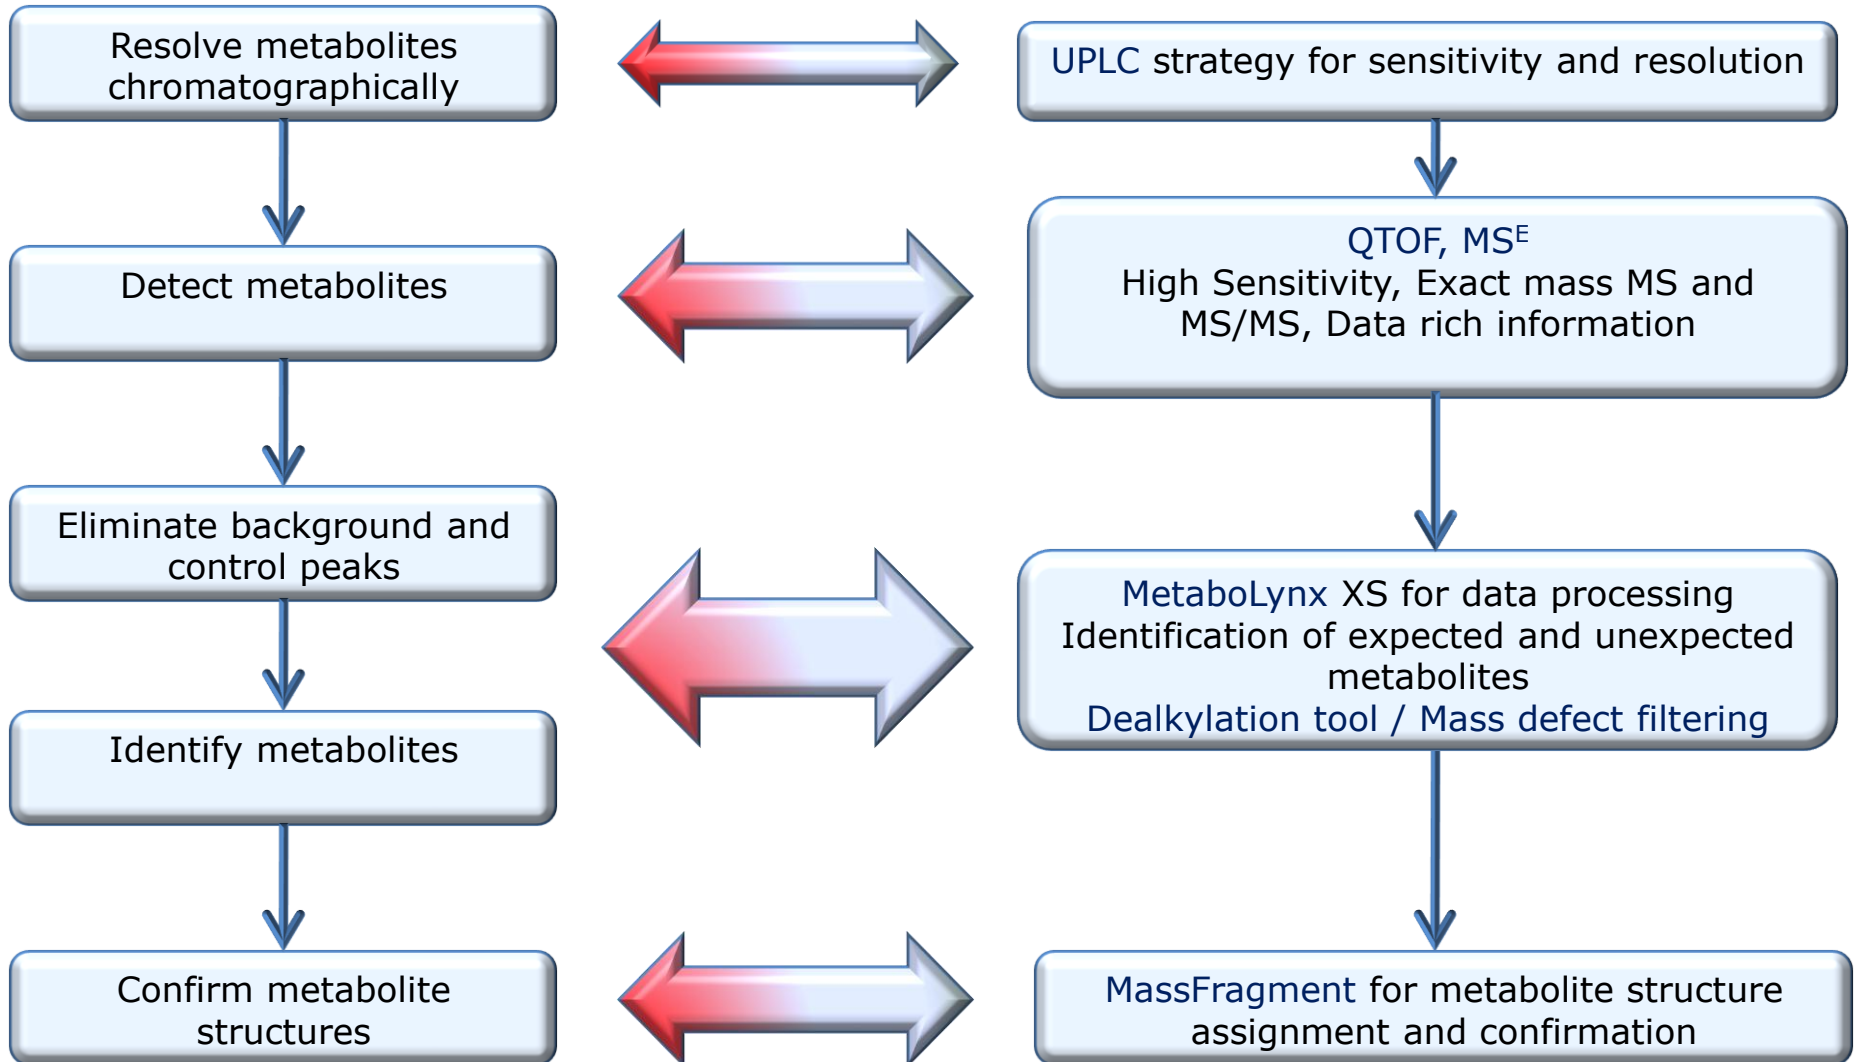 Resolve metabolites
chromatographically
UPLC strategy for sensitivity and resolution
Detect metabolites
QTOF, MSᴱ
High Sensitivity, Exact mass MS and
MS/MS, Data rich information
Eliminate background and
control peaks
MetaboLynx XS for data processing
Identification of expected and unexpected
metabolites
Dealkylation tool / Mass defect filtering
Identify metabolites
Confirm metabolite
structures
MassFragment for metabolite structure
assignment and confirmation